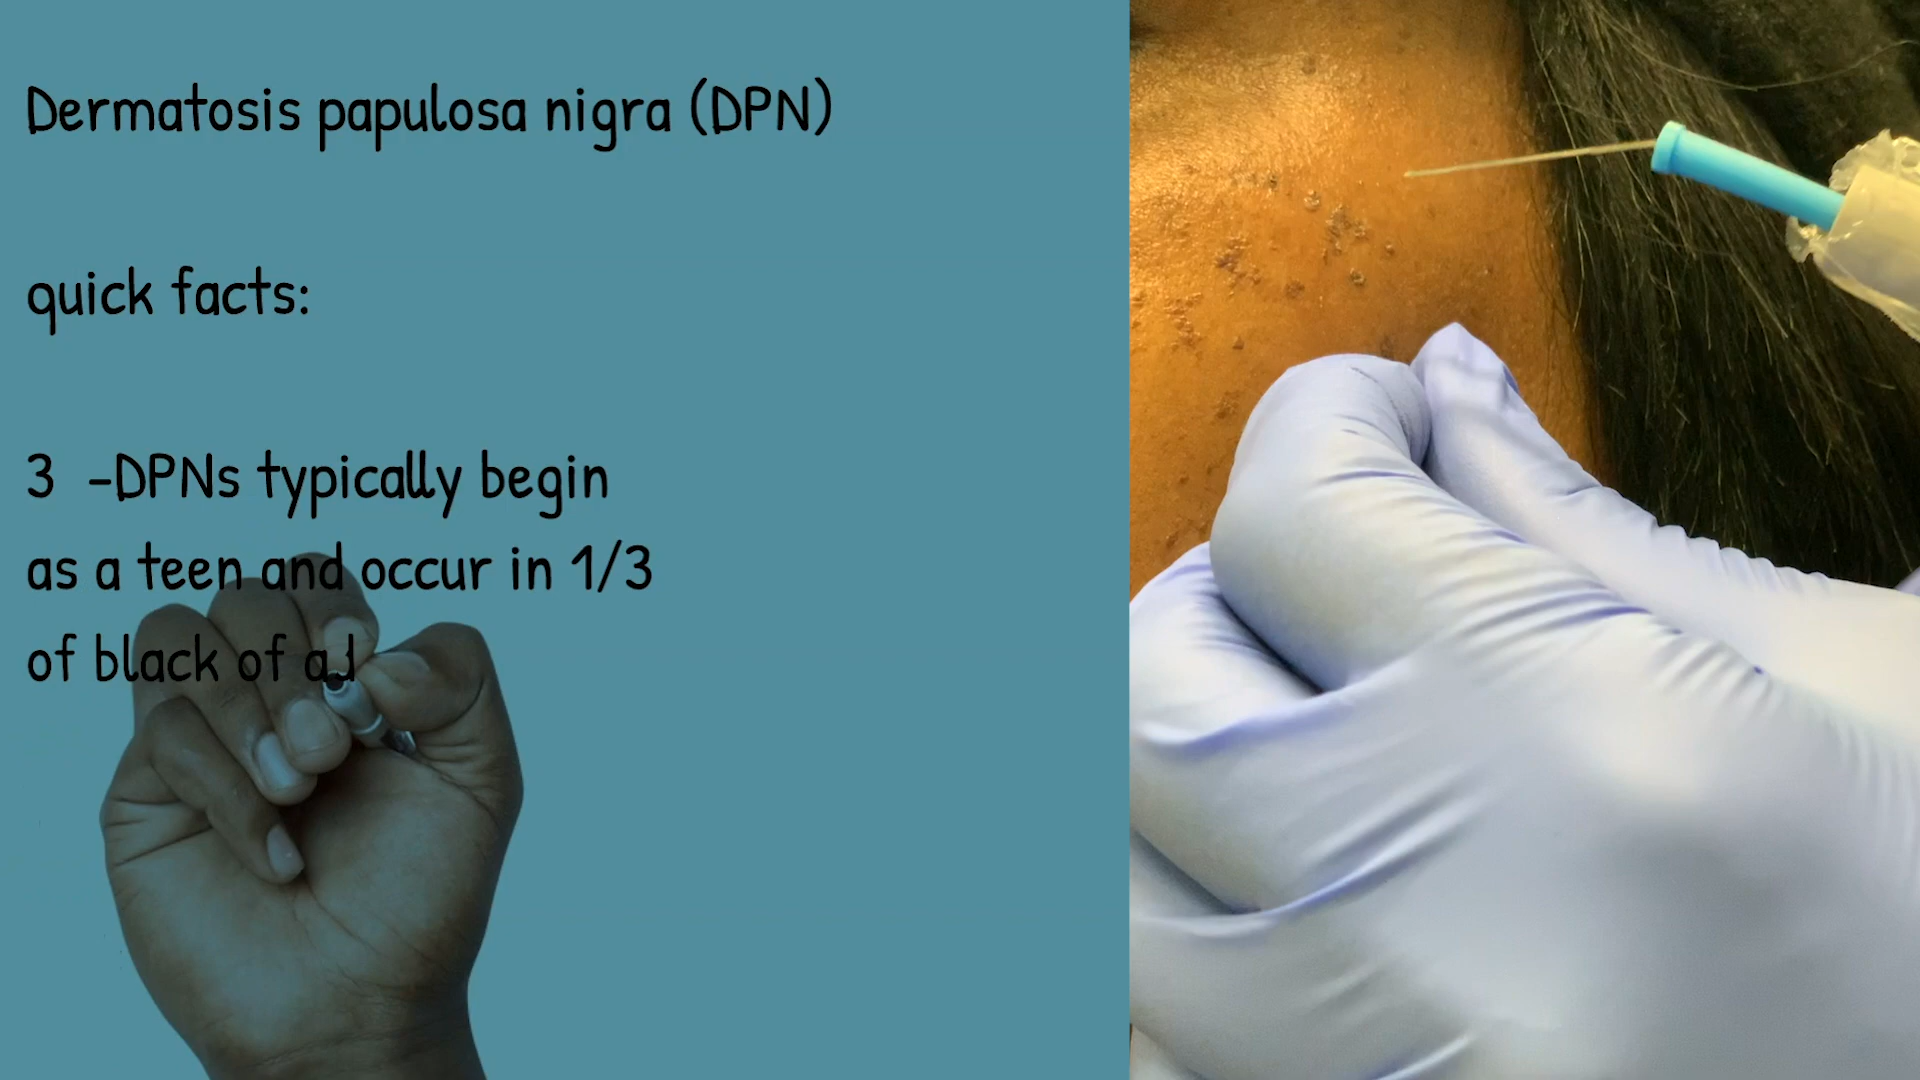 Dermatosis papulosa nigra (DPN)
quick facts:
3 -DPNs typically begin
as a teen and occur in 1/3
of black of